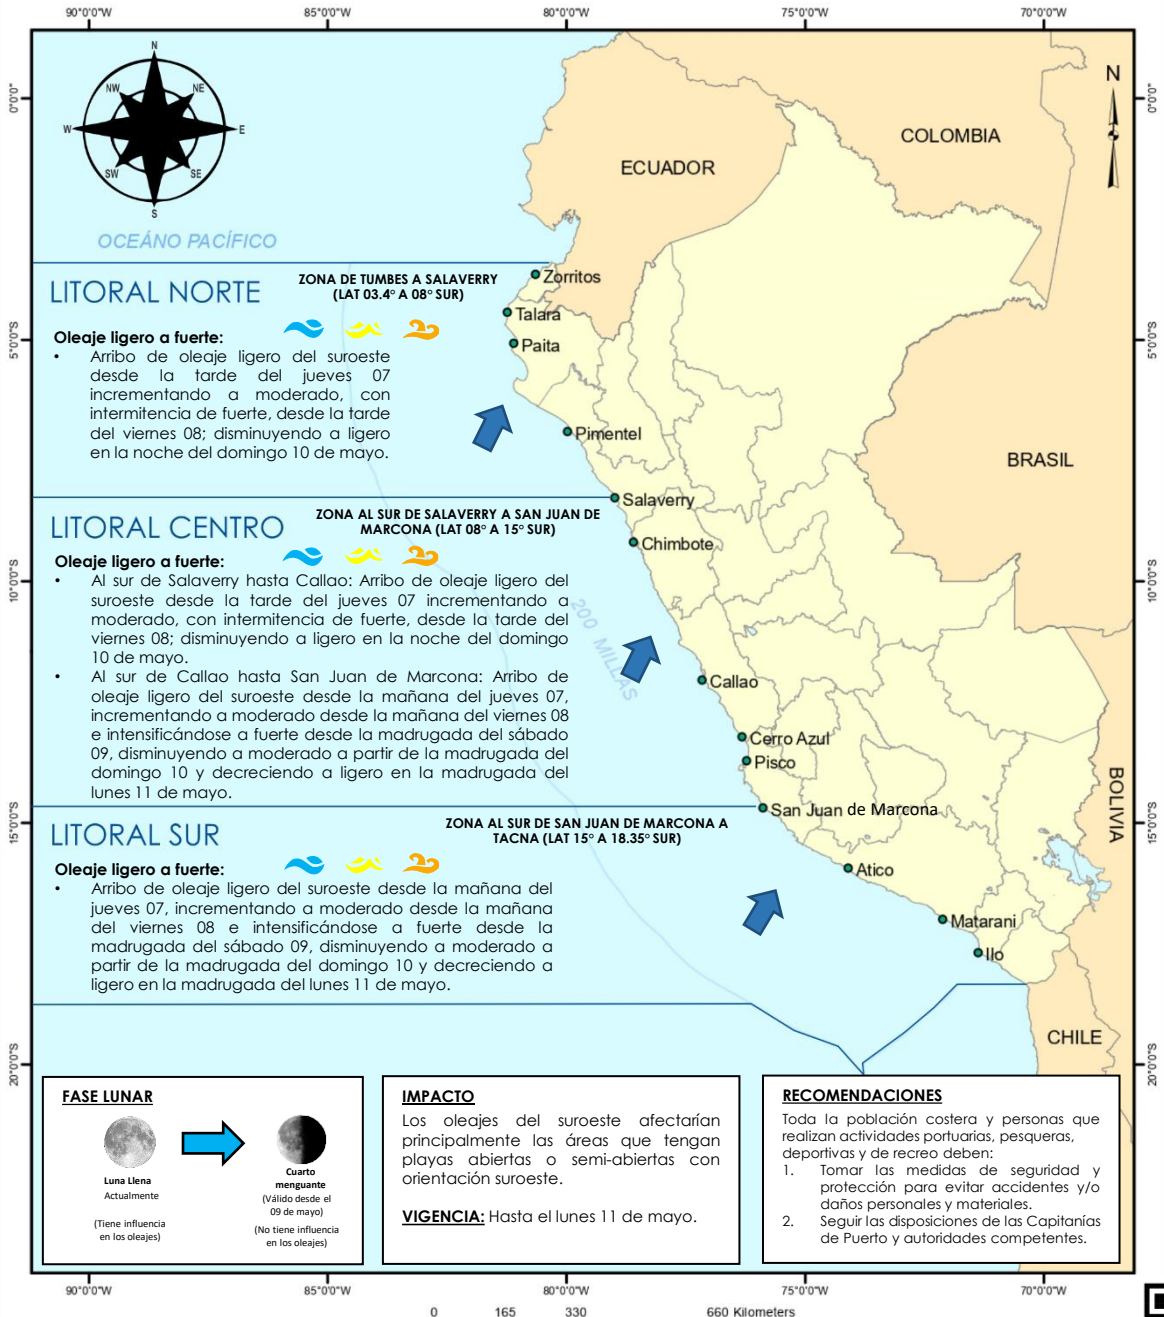 90°0'0"W 85°0'0"W 80°0'0"W 75°0'0"W 70°0'0"W
N
NW NE
W E
SW SE
S
N
0°0'0" 0°0'0"
COLOMBIA
ECUADOR
OCEÁNO PACÍFICO
LITORAL NORTE
ZONA DE TUMBES A SALAVERRY
(LAT 03.4° A 08° SUR)
Zorritos
Talara
Paita
5°0'0"S 5°0'0"S
Oleaje ligero a fuerte:
• Arribo de oleaje ligero del suroeste
desde la tarde del jueves 07
incrementando a moderado, con
intermitencia de fuerte, desde la tarde
del viernes 08; disminuyendo a ligero
en la noche del domingo 10 de mayo.
Pimentel
BRASIL
Salaverry
Chimbote
LITORAL CENTRO
ZONA AL SUR DE SALAVERRY A SAN JUAN DE
MARCONA (LAT 08° A 15° SUR)
10°0'0"S 10°0'0"S
Oleaje ligero a fuerte:
• Al sur de Salaverry hasta Callao: Arribo de oleaje ligero del
suroeste desde la tarde del jueves 07 incrementando a
moderado, con intermitencia de fuerte, desde la tarde del
viernes 08; disminuyendo a ligero en la noche del domingo
10 de mayo.
• Al sur de Callao hasta San Juan de Marcona: Arribo de
oleaje ligero del suroeste desde la mañana del jueves 07,
incrementando a moderado desde la mañana del viernes 08
e intensificándose a fuerte desde la madrugada del sábado
09, disminuyendo a moderado a partir de la madrugada del
domingo 10 y decreciendo a ligero en la madrugada del
lunes 11 de mayo.
200 MILLAS
Callao
Cerro Azul
Pisco
San Juan de Marcona
BOLIVIA
15°0'0"S 15°0'0"S
LITORAL SUR
ZONA AL SUR DE SAN JUAN DE MARCONA A
TACNA (LAT 15° A 18.35° SUR)
Oleaje ligero a fuerte:
• Arribo de oleaje ligero del suroeste desde la mañana del
jueves 07, incrementando a moderado desde la mañana
del viernes 08 e intensificándose a fuerte desde la
madrugada del sábado 09, disminuyendo a moderado a
partir de la madrugada del domingo 10 y decreciendo a
ligero en la madrugada del lunes 11 de mayo.
Atico
Matarani
Ilo
CHILE
20°0'0"S 20°0'0"S
FASE LUNAR
Luna Llena
Actualmente
(Tiene influencia
en los oleajes)
Cuarto
menguante
(Válido desde el
09 de mayo)
(No tiene influencia
en los oleajes)
IMPACTO
Los oleajes del suroeste afectarían
principalmente las áreas que tengan
playas abiertas o semi-abiertas con
orientación suroeste.
VIGENCIA: Hasta el lunes 11 de mayo.
RECOMENDACIONES
Toda la población costera y personas que
realizan actividades portuarias, pesqueras,
deportivas y de recreo deben:
1. Tomar las medidas de seguridad y
protección para evitar accidentes y/o
daños personales y materiales.
2. Seguir las disposiciones de las Capitanías
de Puerto y autoridades competentes.
90°0'0"W 85°0'0"W 80°0'0"W 75°0'0"W 70°0'0"W
0 165 330 660 Kilometers